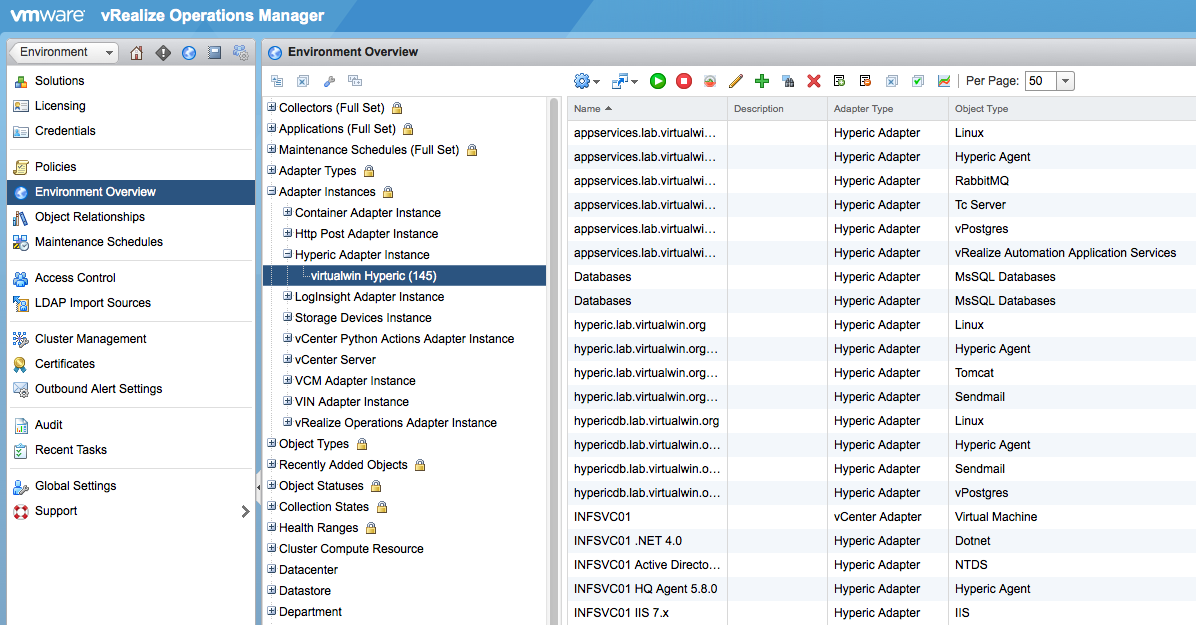 vmware vRealize Operations Manager
Environment
Solutions
Licensing
Credentials
Policies
Environment Overview
Object Relationships
Maintenance Schedules
Access Control
LDAP Import Sources
Cluster Management
Certificates
Outbound Alert Settings
Audit
Recent Tasks
Global Settings
Support
Environment Overview
Collectors (Full Set)
Applications (Full Set)
Maintenance Schedules (Full Set)
Adapter Types
Adapter Instances
Container Adapter Instance
Http Post Adapter Instance
Hyperic Adapter Instance
virtualwin Hyperic (145)
LogInsight Adapter Instance
Storage Devices Instance
vCenter Python Actions Adapter Instance
vCenter Server
VCM Adapter Instance
VIN Adapter Instance
vRealize Operations Adapter Instance
Object Types
Recently Added Objects
Object Statuses
Collection States
Health Ranges
Cluster Compute Resource
Datacenter
Datastore
Department
Per Page: 50
Name Description Adapter Type Object Type
appservices.lab.virtualwi... Hyperic Adapter Linux
appservices.lab.virtualwi... Hyperic Adapter Hyperic Agent
appservices.lab.virtualwi... Hyperic Adapter RabbitMQ
appservices.lab.virtualwi... Hyperic Adapter Tc Server
appservices.lab.virtualwi... Hyperic Adapter vPostgres
appservices.lab.virtualwi... Hyperic Adapter vRealize Automation Application Services
Databases Hyperic Adapter MsSQL Databases
Databases Hyperic Adapter MsSQL Databases
hyperic.lab.virtualwin.org Hyperic Adapter Linux
hyperic.lab.virtualwin.org... Hyperic Adapter Hyperic Agent
hyperic.lab.virtualwin.org... Hyperic Adapter Tomcat
hyperic.lab.virtualwin.org... Hyperic Adapter Sendmail
hypericdb.lab.virtualwin.org Hyperic Adapter Linux
hypericdb.lab.virtualwin.o... Hyperic Adapter Hyperic Agent
hypericdb.lab.virtualwin.o... Hyperic Adapter Sendmail
hypericdb.lab.virtualwin.o... Hyperic Adapter vPostgres
INFSVC01 vCenter Adapter Virtual Machine
INFSVC01 .NET 4.0 Hyperic Adapter Dotnet
INFSVC01 Active Directo... Hyperic Adapter NTDS
INFSVC01 HQ Agent 5.8.0 Hyperic Adapter Hyperic Agent
INFSVC01 IIS 7.x Hyperic Adapter IIS